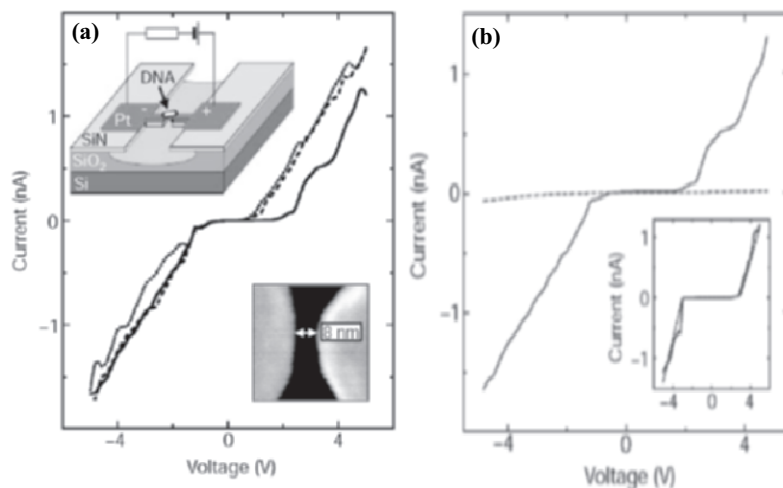 (a)
DNA
-
+
Pt
SiN
SiO2
Si
8 nm
1
0
-1
-4
0
4
Current (nA)
Voltage (V)
(b)
1
0
-1
-4
0
4
Current (nA)
Voltage (V)
1
0
-1
-4
0
4
Current (nA)
Voltage (V)